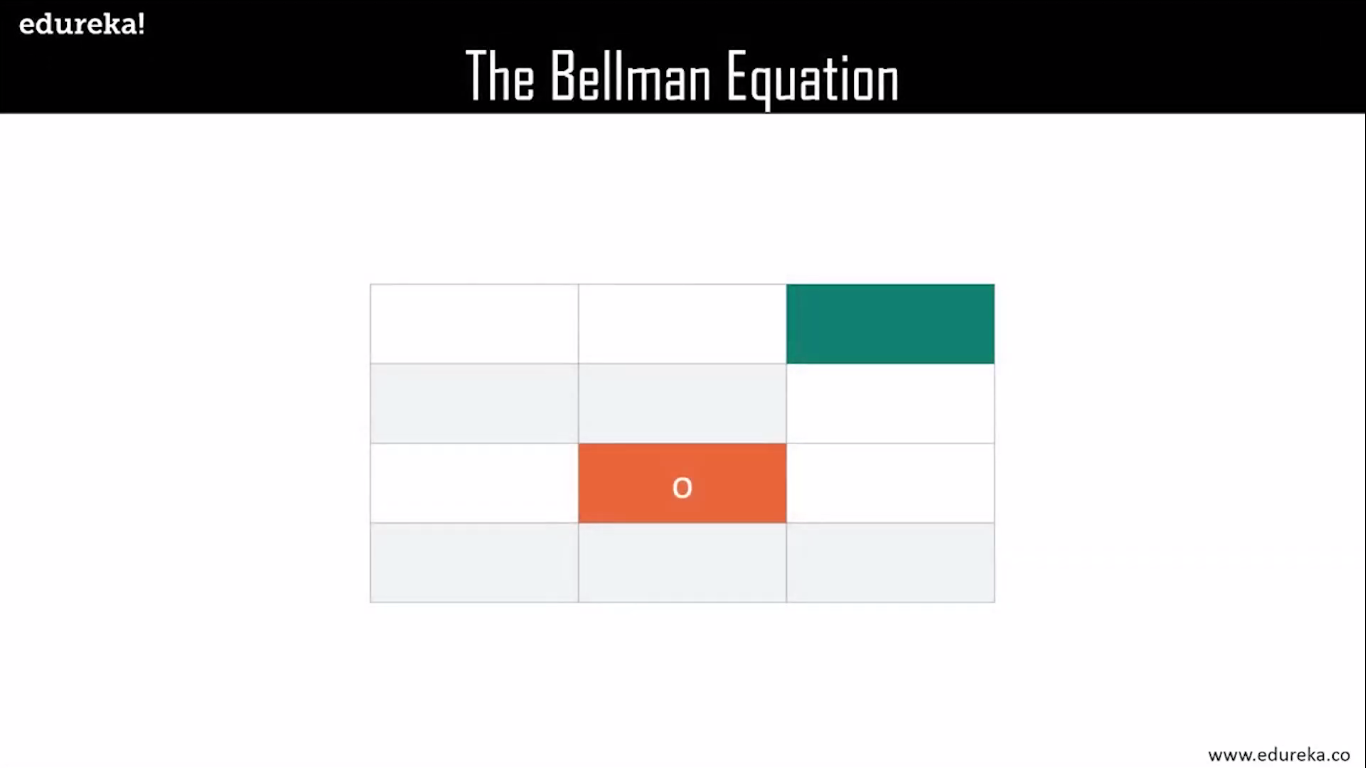 edureka!
The Bellman Equation
O
www.edureka.co